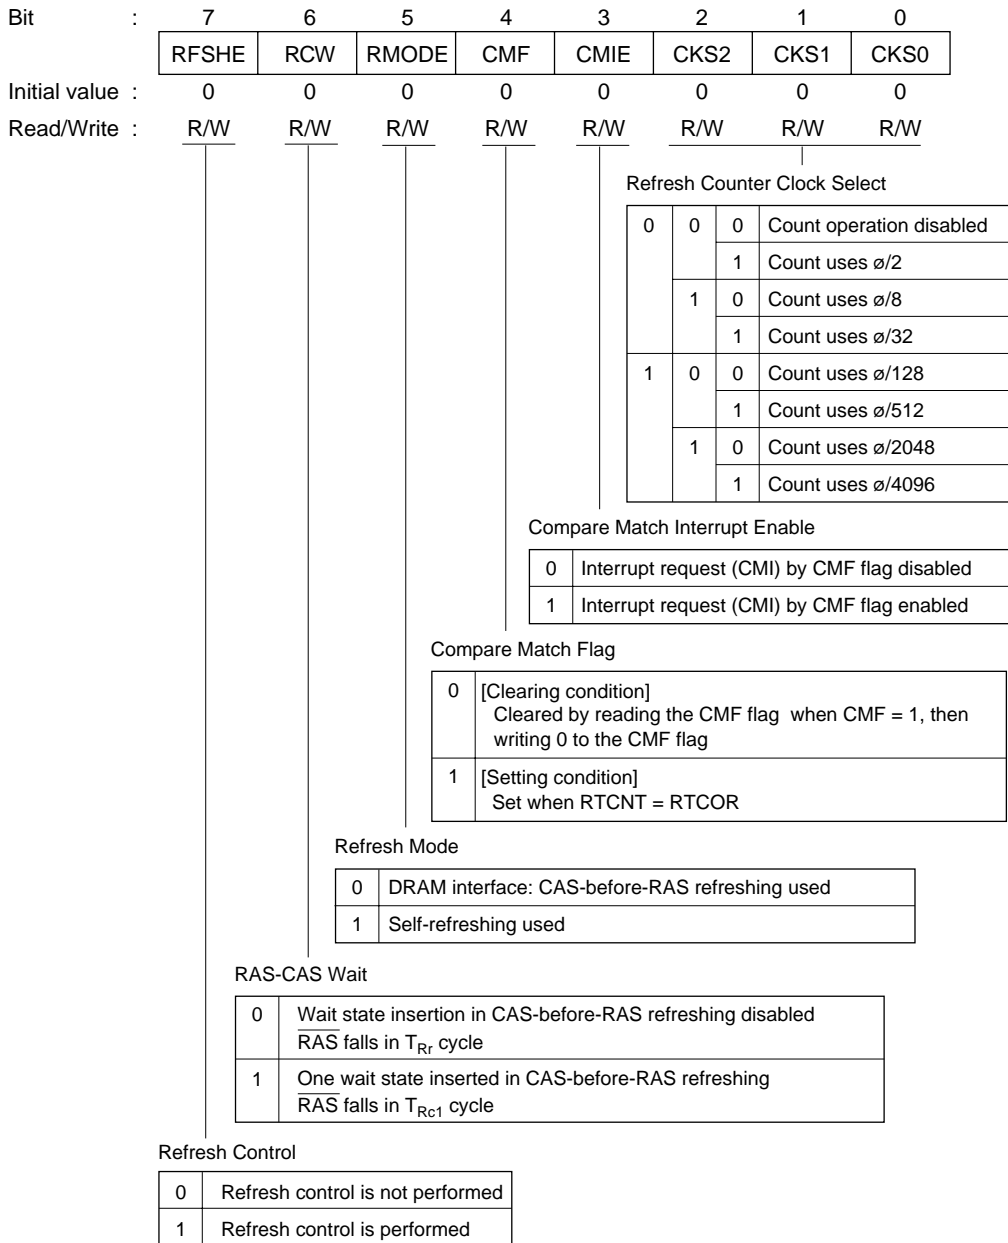 Bit : 7 6 5 4 3 2 1 0
RFSHE RCW RMODE CMF CMIE CKS2 CKS1 CKS0
Initial value : 0 0 0 0 0 0 0 0
Read/Write : R/W R/W R/W R/W R/W R/W R/W R/W
Refresh Counter Clock Select
0 0 0 Count operation disabled
1 Count uses ø/2
1 0 Count uses ø/8
1 Count uses ø/32
1 0 0 Count uses ø/128
1 Count uses ø/512
1 0 Count uses ø/2048
1 Count uses ø/4096
Compare Match Interrupt Enable
0 Interrupt request (CMI) by CMF flag disabled
1 Interrupt request (CMI) by CMF flag enabled
Compare Match Flag
0 [Clearing condition]
Cleared by reading the CMF flag when CMF = 1, then
writing 0 to the CMF flag
1 [Setting condition]
Set when RTCNT = RTCOR
Refresh Mode
0 DRAM interface: CAS-before-RAS refreshing used
1 Self-refreshing used
RAS-CAS Wait
0 Wait state insertion in CAS-before-RAS refreshing disabled
RAS falls in TRr cycle
1 One wait state inserted in CAS-before-RAS refreshing
RAS falls in TRc1 cycle
Refresh Control
0 Refresh control is not performed
1 Refresh control is performed